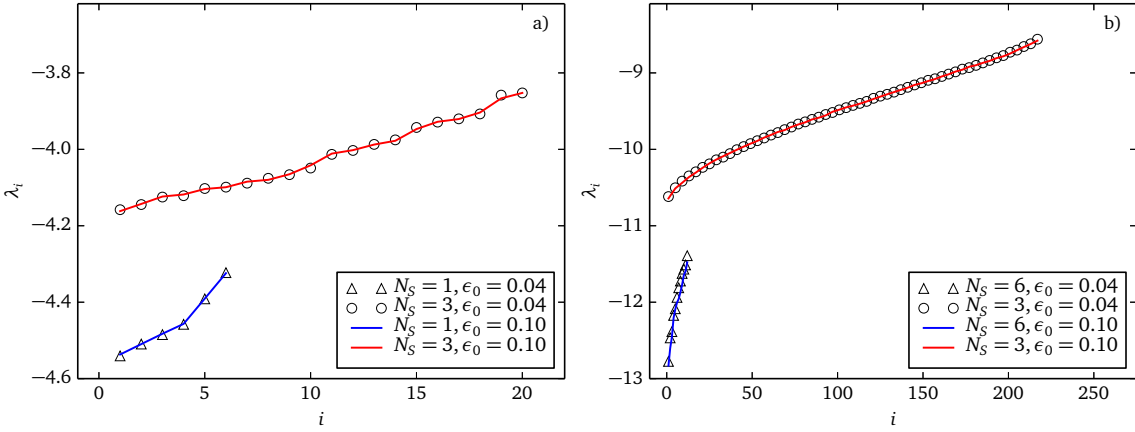 a)
−3.8
−4.0
−4.2
−4.4
−4.6
λ_i
0
5
10
15
20
i
N_S = 1, ϵ_0 = 0.04
N_S = 3, ϵ_0 = 0.04
N_S = 1, ϵ_0 = 0.10
N_S = 3, ϵ_0 = 0.10
b)
−9
−10
−11
−12
−13
λ_i
0
50
100
150
200
250
i
N_S = 6, ϵ_0 = 0.04
N_S = 3, ϵ_0 = 0.04
N_S = 6, ϵ_0 = 0.10
N_S = 3, ϵ_0 = 0.10